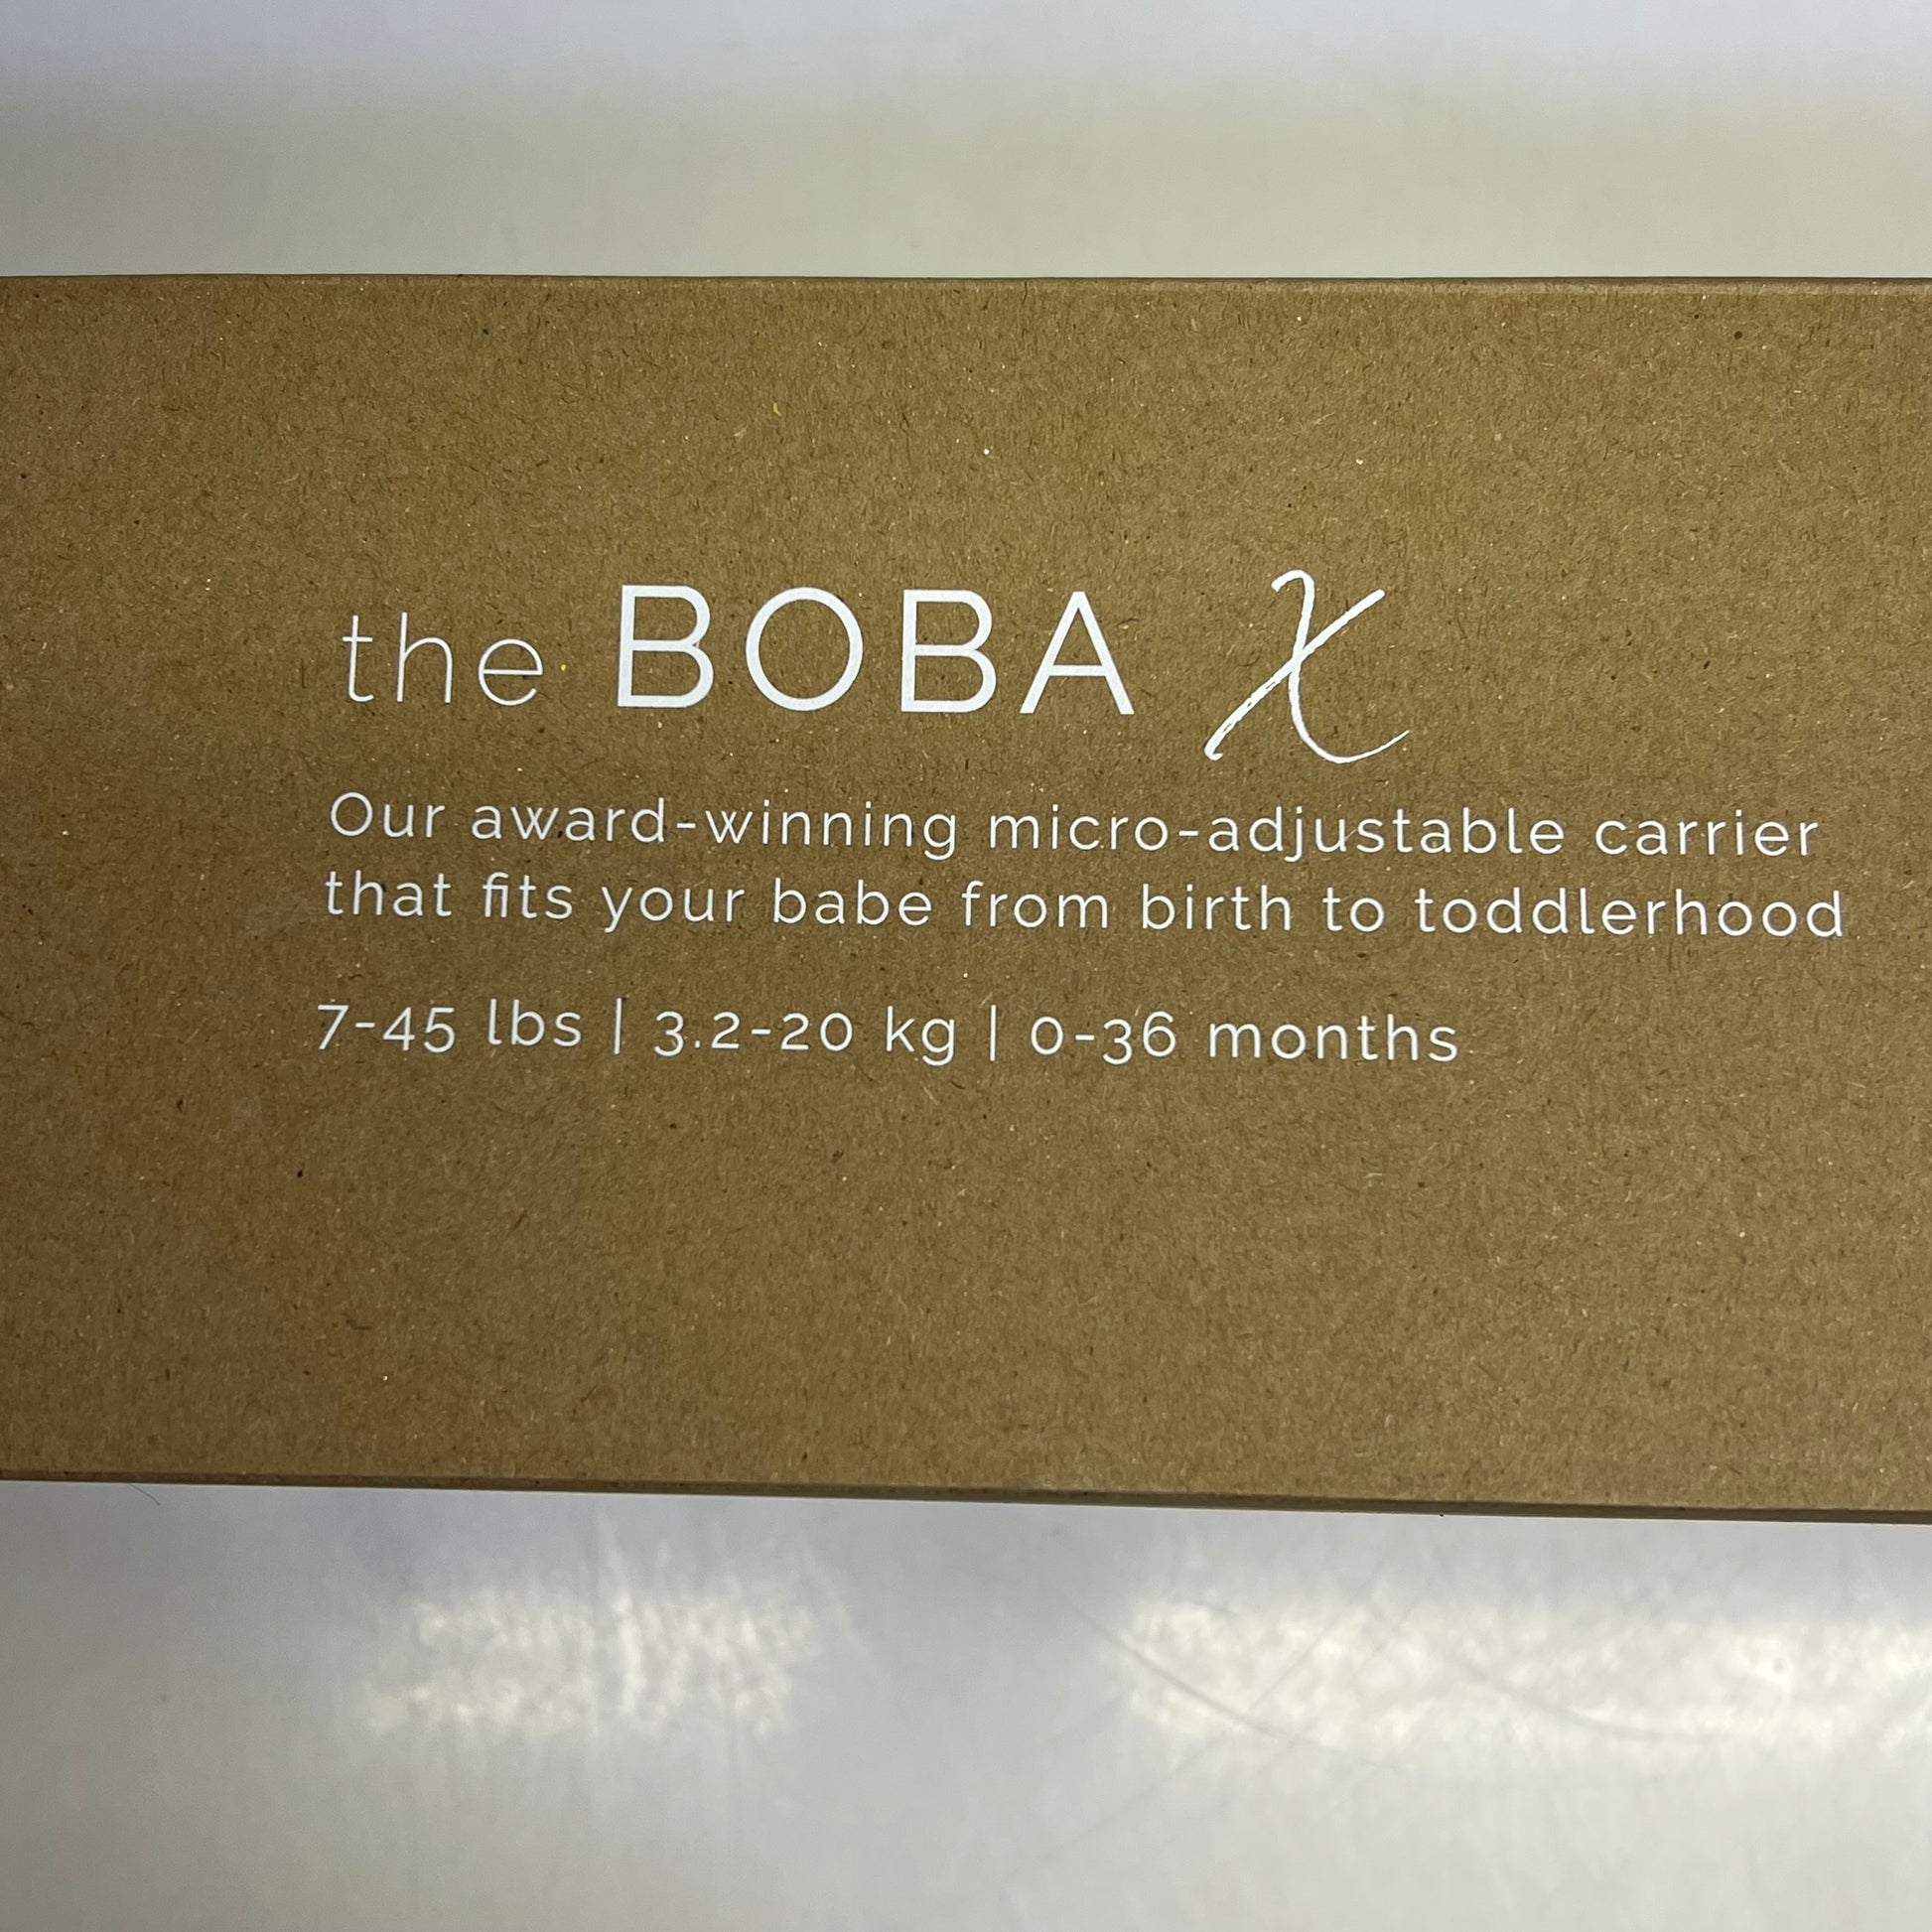 the BOBA X
Our award-winning micro-adjustable carrier
that fits your babe from birth to toddlerhood
7-45 lbs | 3.2-20 kg | 0-36 months